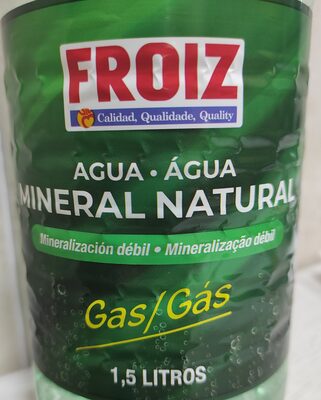 FROIZ
Calidad, Qualidade, Quality
AGUA • ÁGUA
MINERAL NATURAL
Mineralización débil • Mineralização débil
Gas/Gás
1,5 LITROS